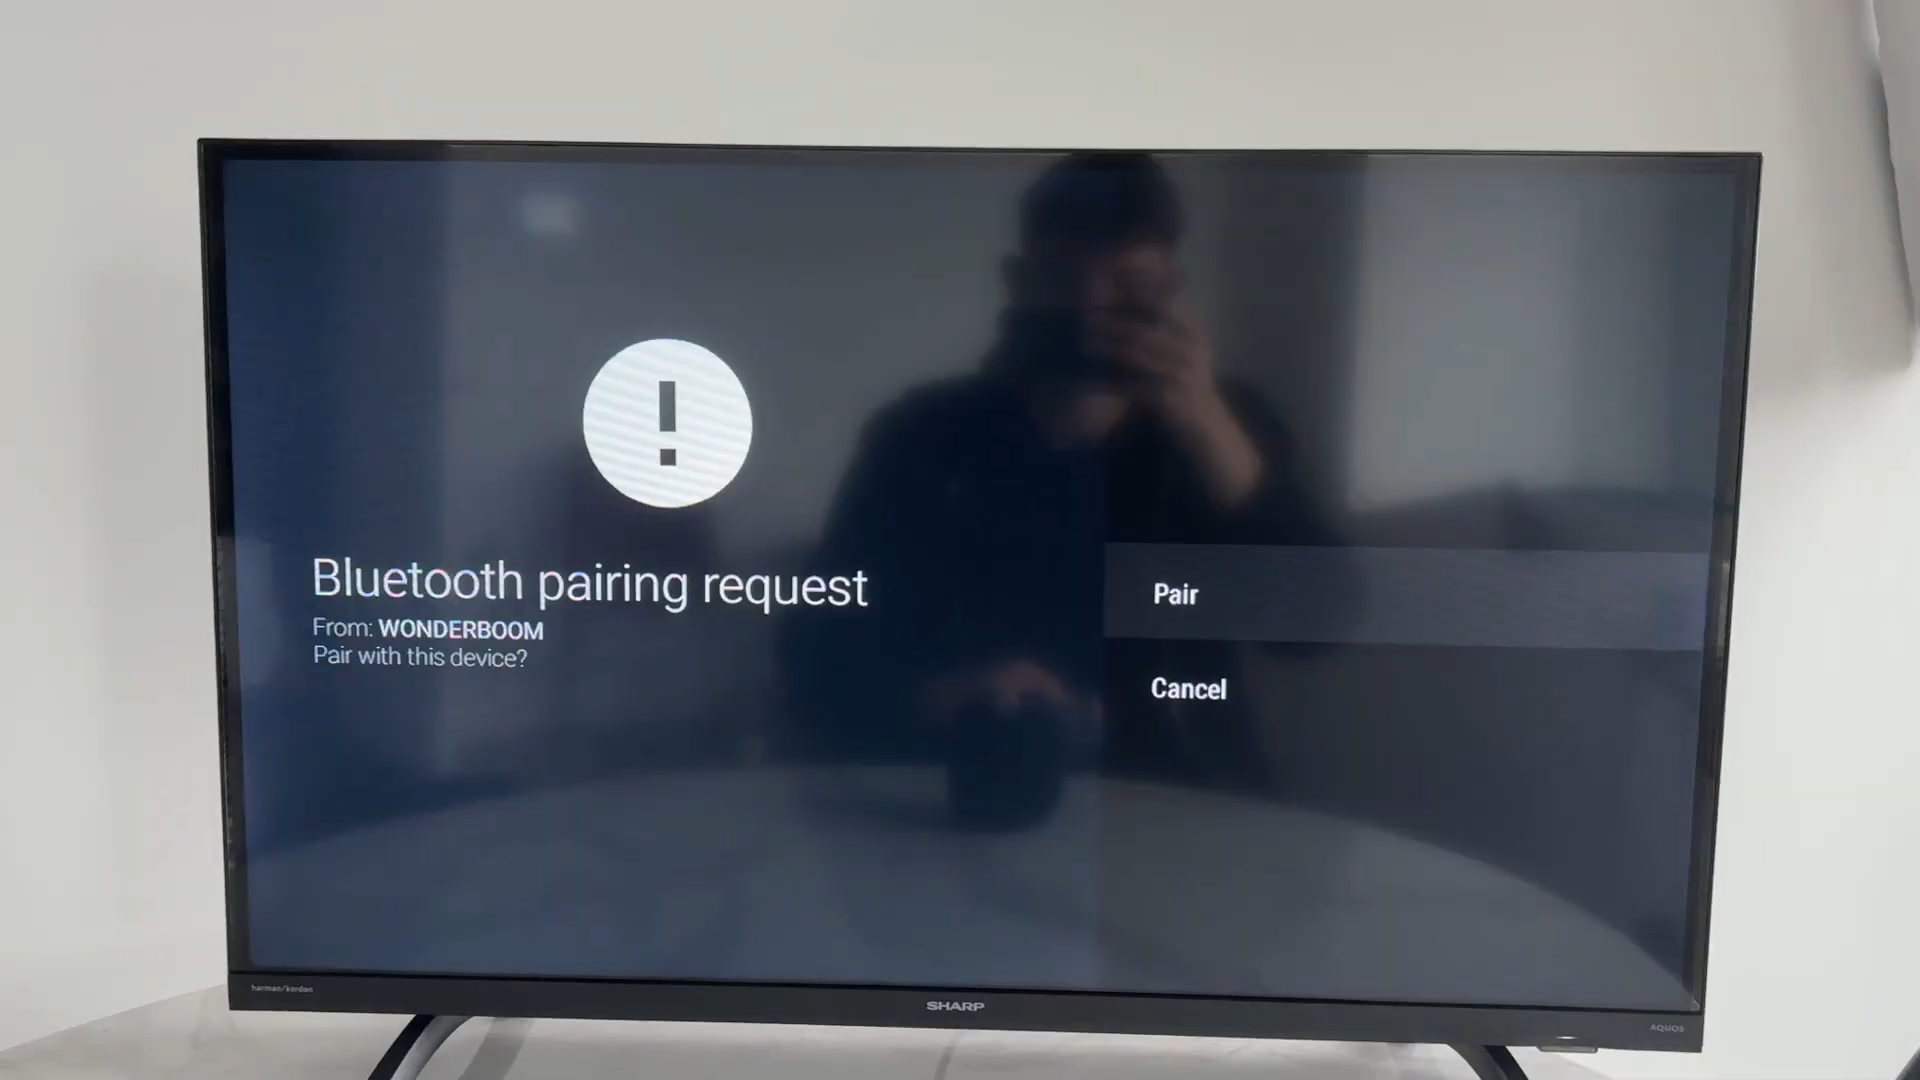 Bluetooth pairing request
From: WONDERBOOM
Pair with this device?
Pair
Cancel
harman/kardon
SHARP
AQUOS